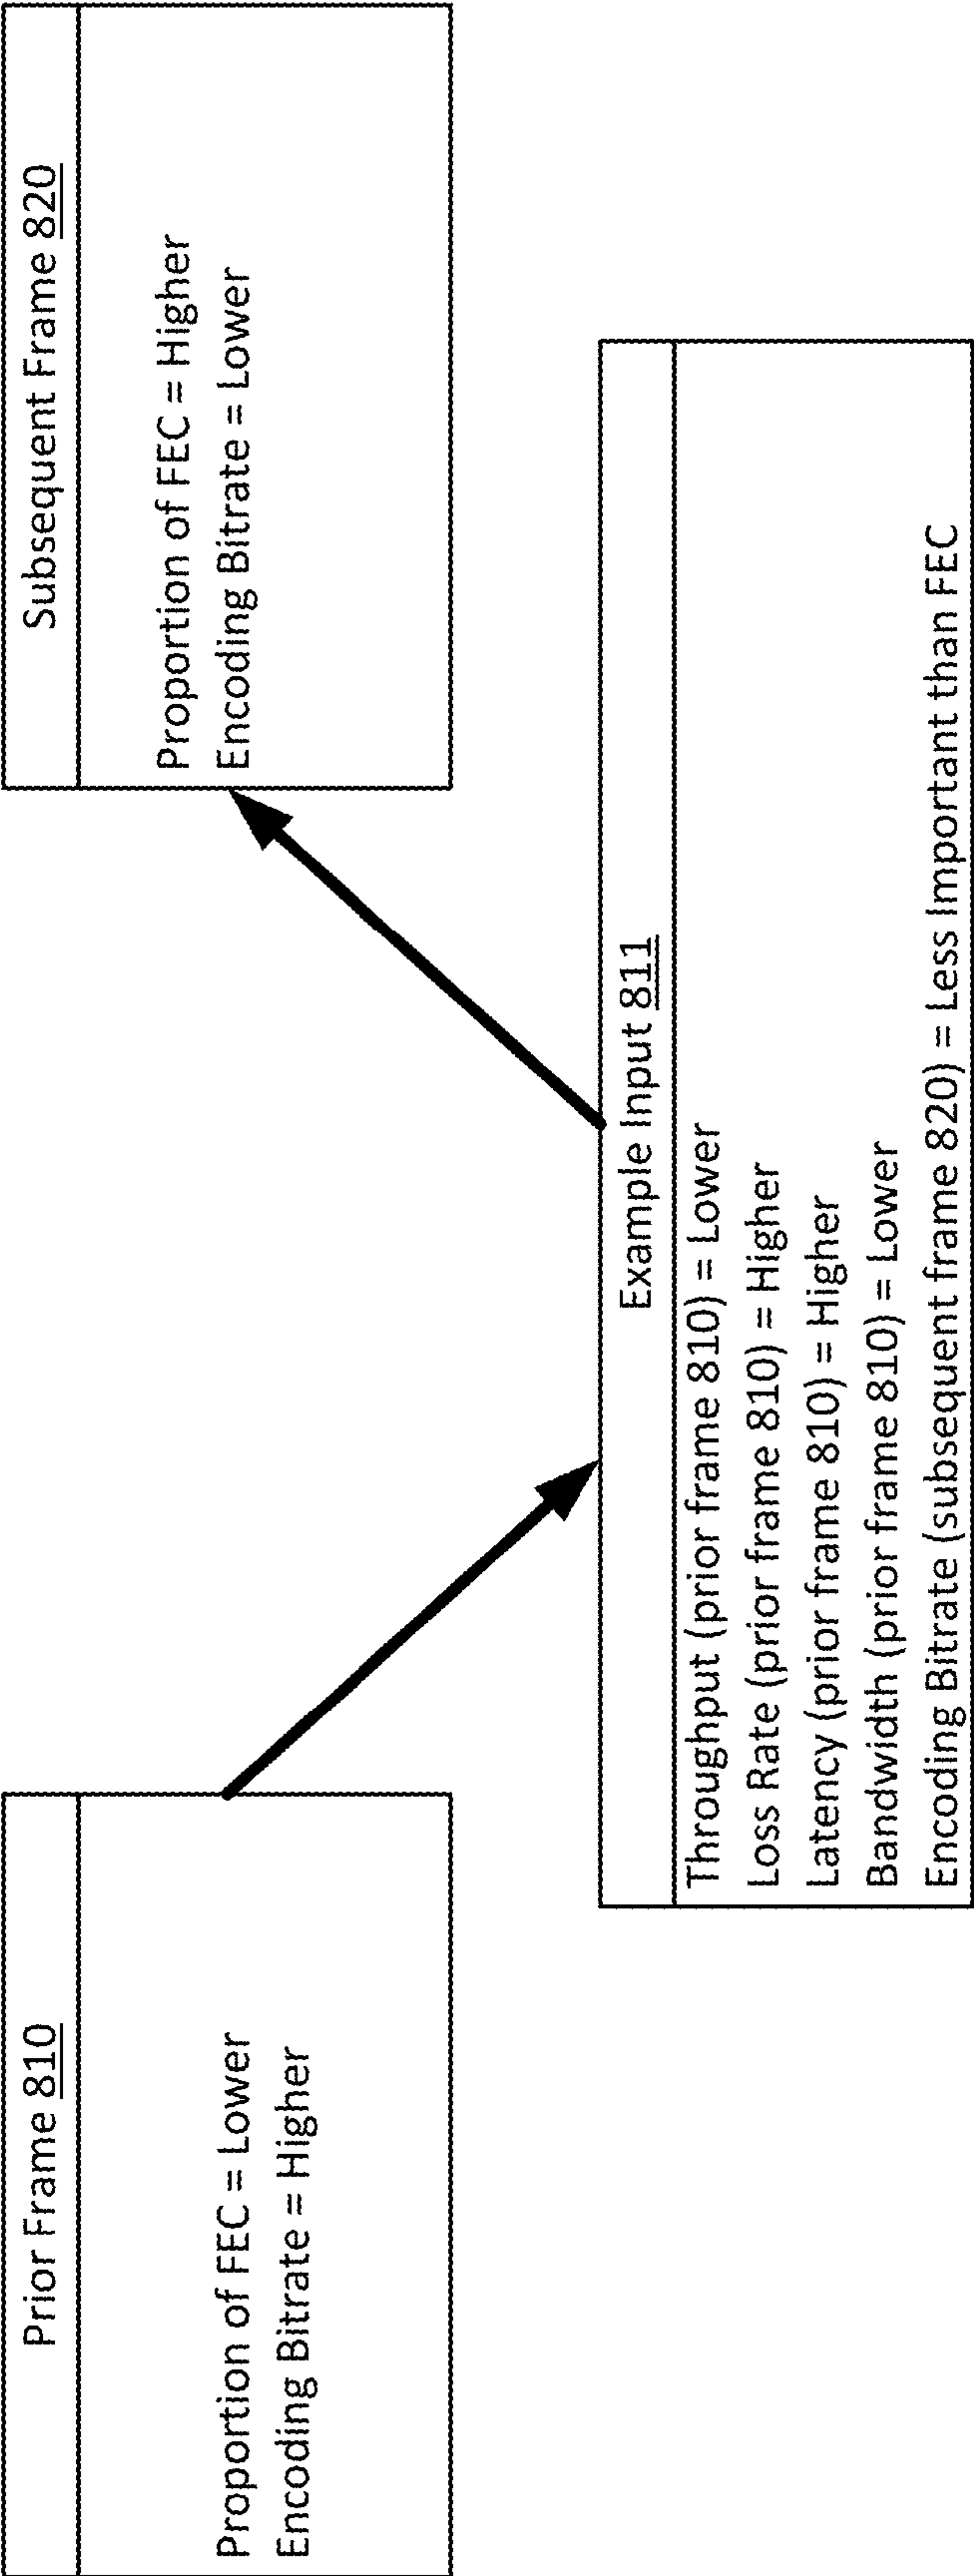 Prior Frame 810
Proportion of FEC = Lower
Encoding Bitrate = Higher
Example Input 811
Throughput (prior frame 810) = Lower
Loss Rate (prior frame 810) = Higher
Latency (prior frame 810) = Higher
Bandwidth (prior frame 810) = Lower
Encoding Bitrate (subsequent frame 820) = Less Important than FEC
Subsequent Frame 820
Proportion of FEC = Higher
Encoding Bitrate = Lower